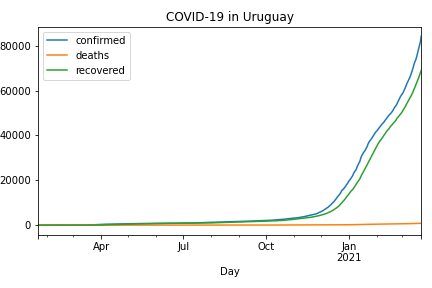 COVID-19 in Uruguay
confirmed
deaths
recovered
80000
60000
40000
20000
0
Apr Jul Oct Jan
2021
Day